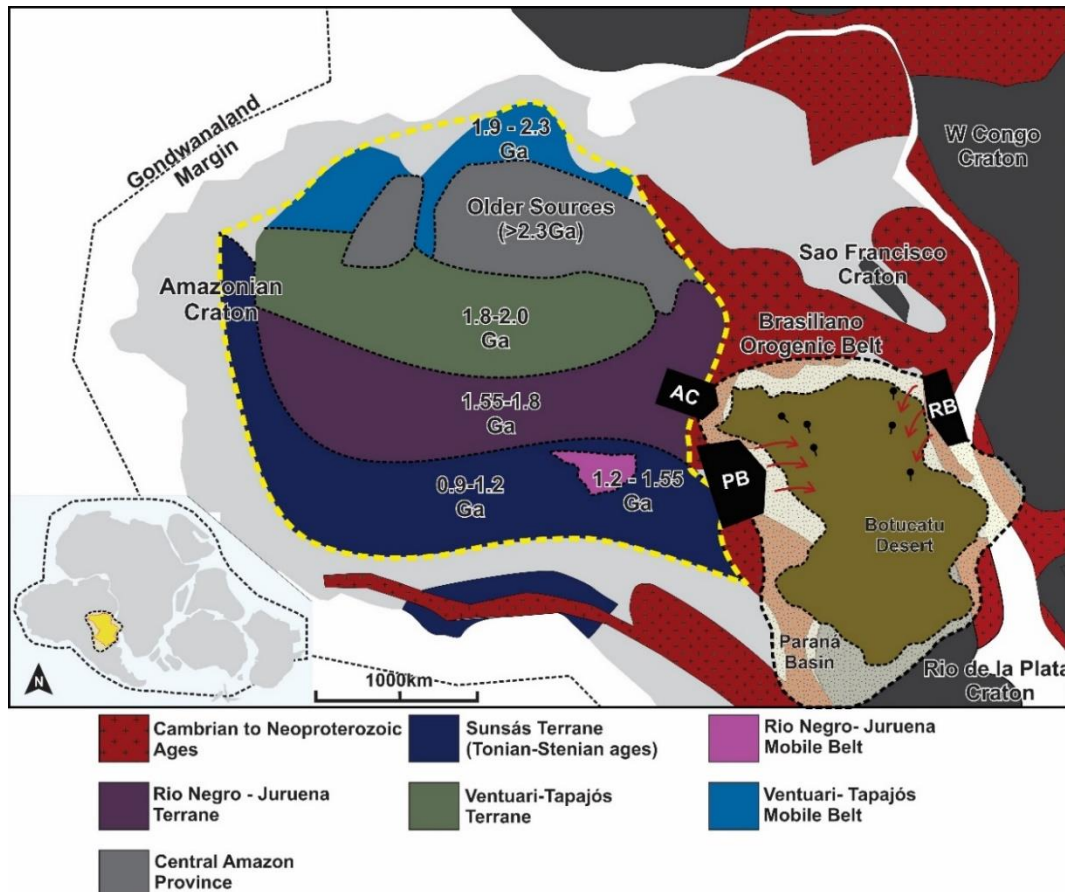 Gondwanaland
Margin
1.9 - 2.3
Ga
Older Sources
(>2.3Ga)
W Congo
Craton
Sao Francisco
Craton
Amazonian
Craton
1.8-2.0
Ga
Brasiliano
Orogenic Belt
AC
RB
1.55-1.8
Ga
PB
0.9-1.2
Ga
1.2 - 1.55
Ga
Botucatu
Desert
Paraná
Basin
Rio de la Plata
Craton
N
1000km
Cambrian to Neoproterozoic
Ages
Sunsás Terrane
(Tonian-Stenian ages)
Rio Negro- Juruena
Mobile Belt
Rio Negro - Juruena
Terrane
Ventuari-Tapajós
Terrane
Ventuari- Tapajós
Mobile Belt
Central Amazon
Province